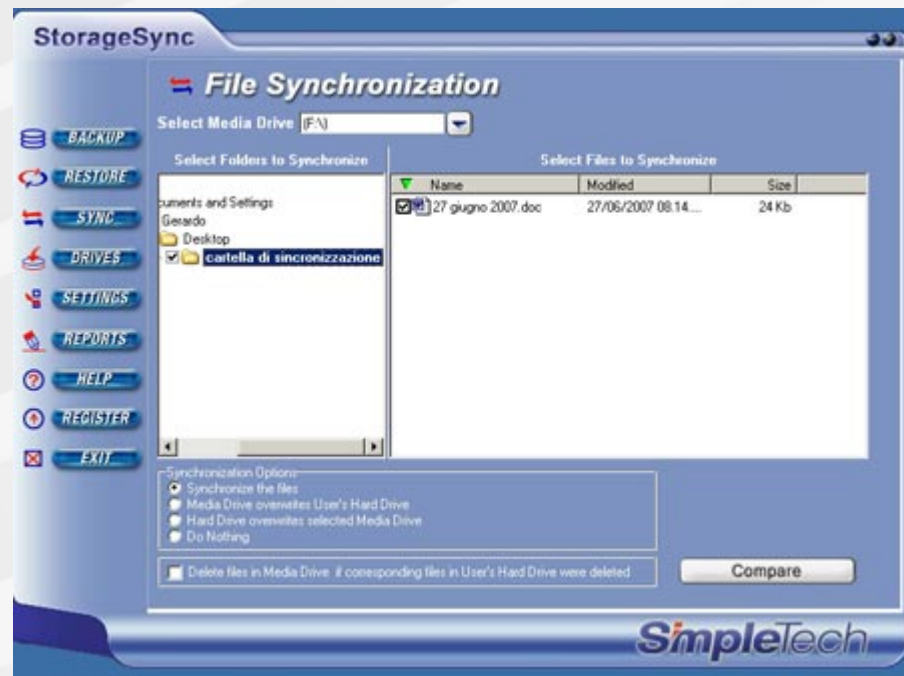 StorageSync
File Synchronization
Select Media Drive (F:\)
BACKUP
RESTORE
SYNC
DRIVES
SETTINGS
REPORTS
HELP
REGISTER
EXIT
Select Folders to Synchronize
uments and Settings
Gerardo
Desktop
cartella di sincronizzazione
Select Files to Synchronize
Name Modified Size
27 giugno 2007.doc 27/06/2007 08.14.... 24 Kb
Synchronization Options
Synchronize the files
Media Drive overwrites User's Hard Drive
Hard Drive overwrites selected Media Drive
Do Nothing
Delete files in Media Drive if corresponding files in User's Hard Drive were deleted
Compare
SimpleTech